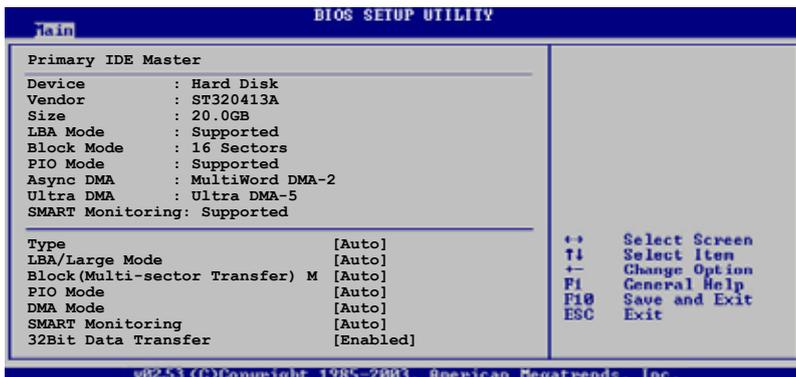 BIOS SETUP UTILITY
Main
Primary IDE Master
Device : Hard Disk
Vendor : ST320413A
Size : 20.0GB
LBA Mode : Supported
Block Mode : 16 Sectors
PIO Mode : Supported
Async DMA : MultiWord DMA-2
Ultra DMA : Ultra DMA-5
SMART Monitoring: Supported
Type [Auto]
LBA/Large Mode [Auto]
Block(Multi-sector Transfer) M [Auto]
PIO Mode [Auto]
DMA Mode [Auto]
SMART Monitoring [Auto]
32Bit Data Transfer [Enabled]
↔ Select Screen
↑↓ Select Item
+- Change Option
F1 General Help
F10 Save and Exit
ESC Exit
v02.53 (C)Copyright 1985-2003, American Megatrends, Inc.